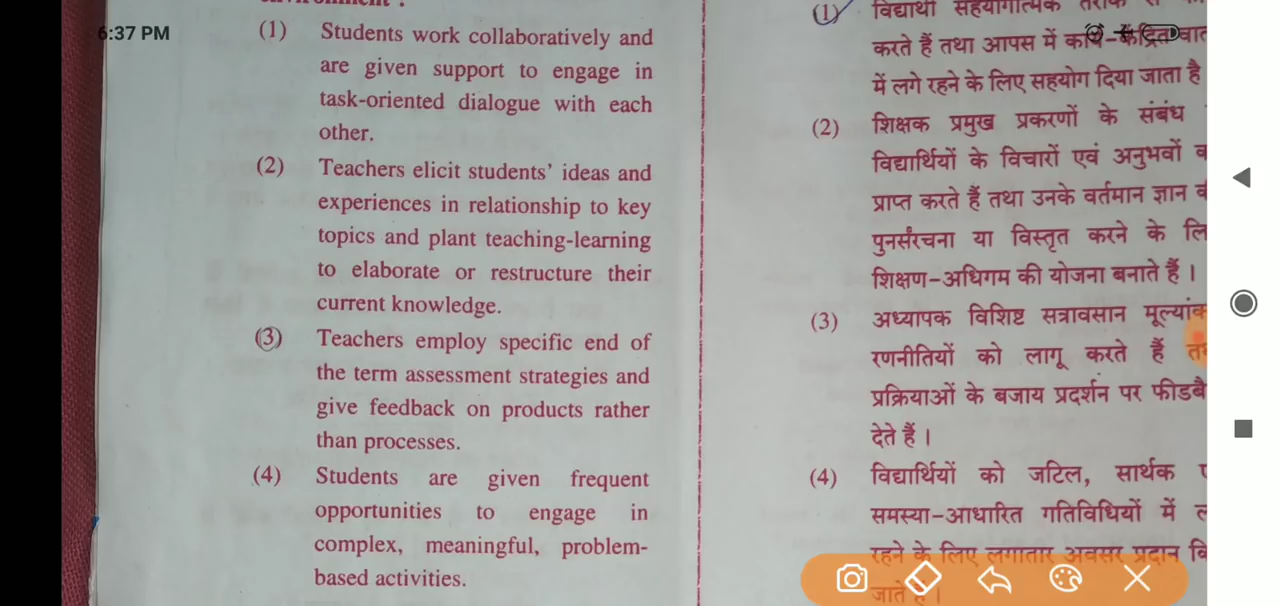 6:37 PM
environment :
(1) Students work collaboratively and
are given support to engage in
task-oriented dialogue with each
other.
(2) Teachers elicit students' ideas and
experiences in relationship to key
topics and plant teaching-learning
to elaborate or restructure their
current knowledge.
(3) Teachers employ specific end of
the term assessment strategies and
give feedback on products rather
than processes.
(4) Students are given frequent
opportunities to engage in
complex, meaningful, problem-
based activities.
(1) विद्यार्थी सहयोगात्मक
करते हैं तथा आपस में कार्य-केंद्रित
में लगे रहने के लिए सहयोग दिया जाता है
(2) शिक्षक प्रमुख प्रकरणों के संबंध
विद्यार्थियों के विचारों एवं अनुभवों
प्राप्त करते हैं तथा उनके वर्तमान ज्ञान
पुनर्संरचना या विस्तृत करने के
शिक्षण-अधिगम की योजना बनाते हैं ।
(3) अध्यापक विशिष्ट सत्रावसान
रणनीतियों को लागू करते हैं
प्रक्रियाओं के बजाय प्रदर्शन पर
देते हैं ।
(4) विद्यार्थियों को जटिल, सार्थक
समस्या-आधारित गतिविधियों में
रहने के लिए लगातार अवसर प्रदान
जाते हैं ।